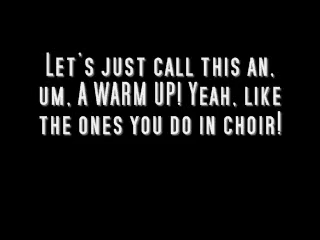 Let's just call this an,
um, A WARM UP! Yeah, like
the ones you do in choir!